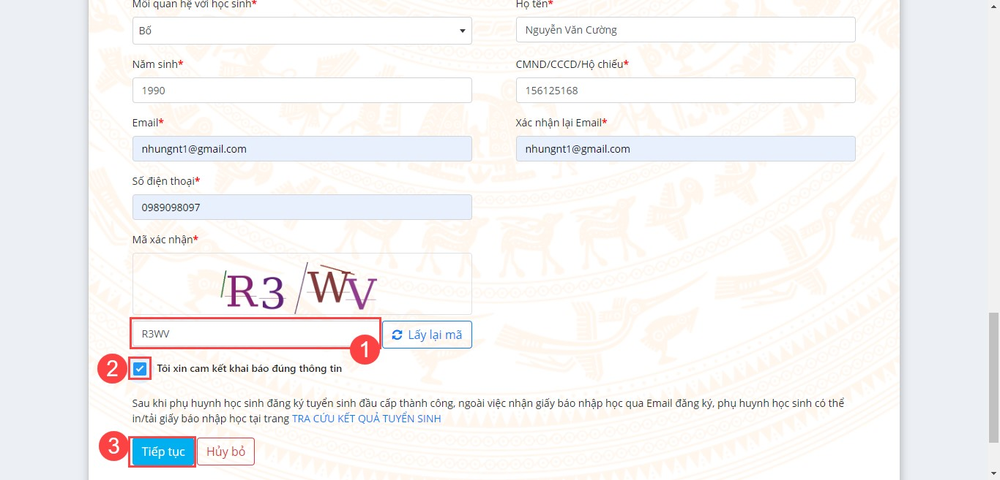 Mối quan hệ với học sinh*
Họ tên*
Bố
Nguyễn Văn Cường
Năm sinh*
CMND/CCCD/Hộ chiếu*
1990
156125168
Email*
Xác nhận lại Email*
nhungnt1@gmail.com
nhungnt1@gmail.com
Số điện thoại*
0989098097
Mã xác nhận*
R3WV
R3WV
Lấy lại mã
1
2
Tôi xin cam kết khai báo đúng thông tin
Sau khi phụ huynh học sinh đăng ký tuyển sinh đầu cấp thành công, ngoài việc nhận giấy báo nhập học qua Email đăng ký, phụ huynh học sinh có thể
in/tải giấy báo nhập học tại trang TRA CỨU KẾT QUẢ TUYỂN SINH
3
Tiếp tục
Hủy bỏ